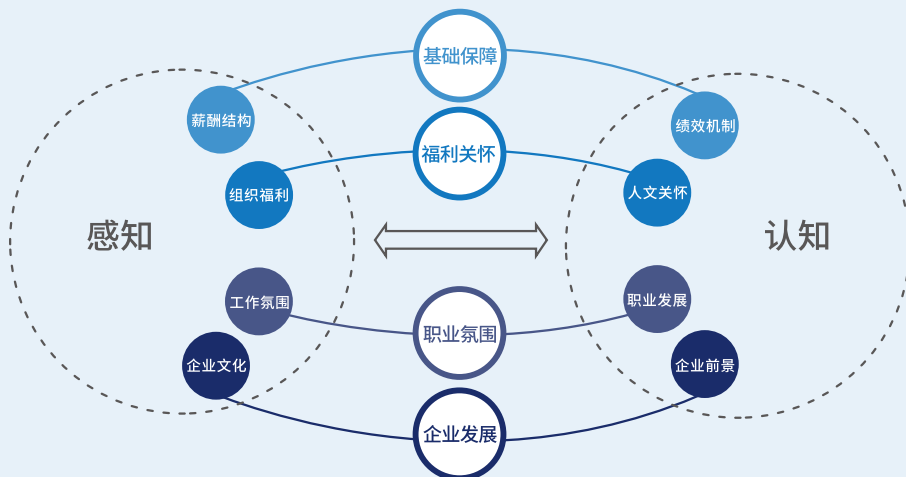 基础保障
薪酬结构
绩效机制
福利关怀
组织福利
人文关怀
感知
认知
工作氛围
职业发展
职业氛围
企业文化
企业前景
企业发展